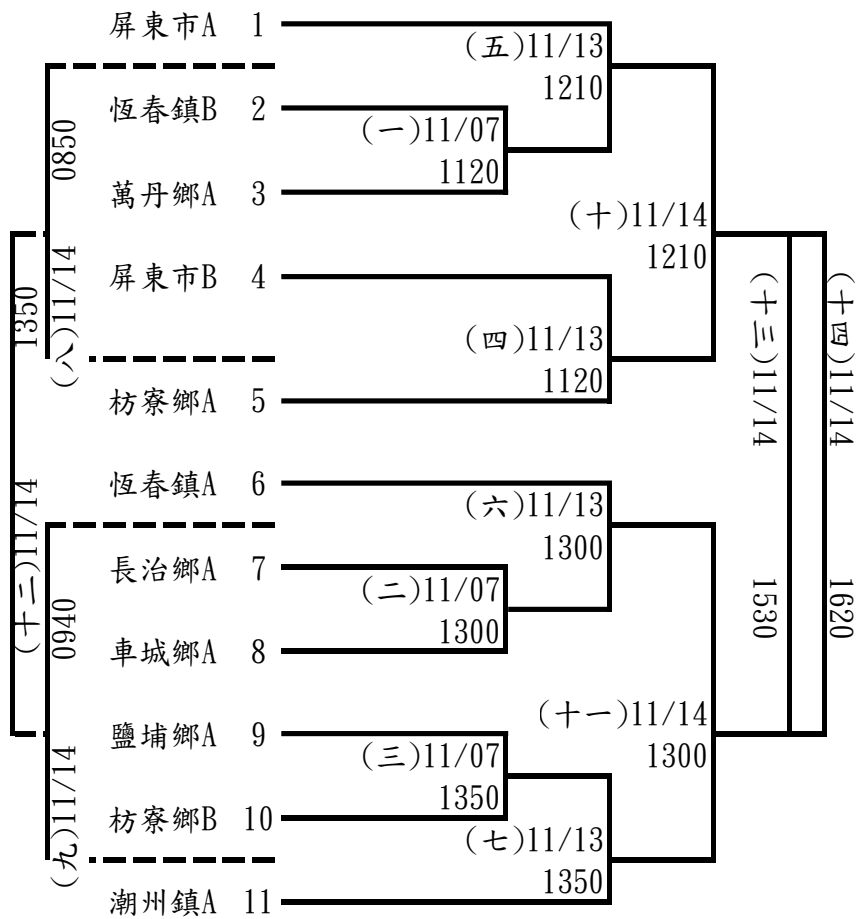 屏東市A 1
(五)11/13
1210
恆春鎮B 2
(一)11/07
1120
萬丹鄉A 3
(十)11/14
1210
屏東市B 4
(四)11/13
1120
枋寮鄉A 5
恆春鎮A 6
(六)11/13
1300
長治鄉A 7
(二)11/07
1300
車城鄉A 8
(十一)11/14
1300
鹽埔鄉A 9
(三)11/07
1350
枋寮鄉B 10
(七)11/13
1350
潮州鎮A 11
(八)11/14 0850
(九)11/14 0940
(十二)11/14 1350
(十三)11/14 1530
(十四)11/14 1620